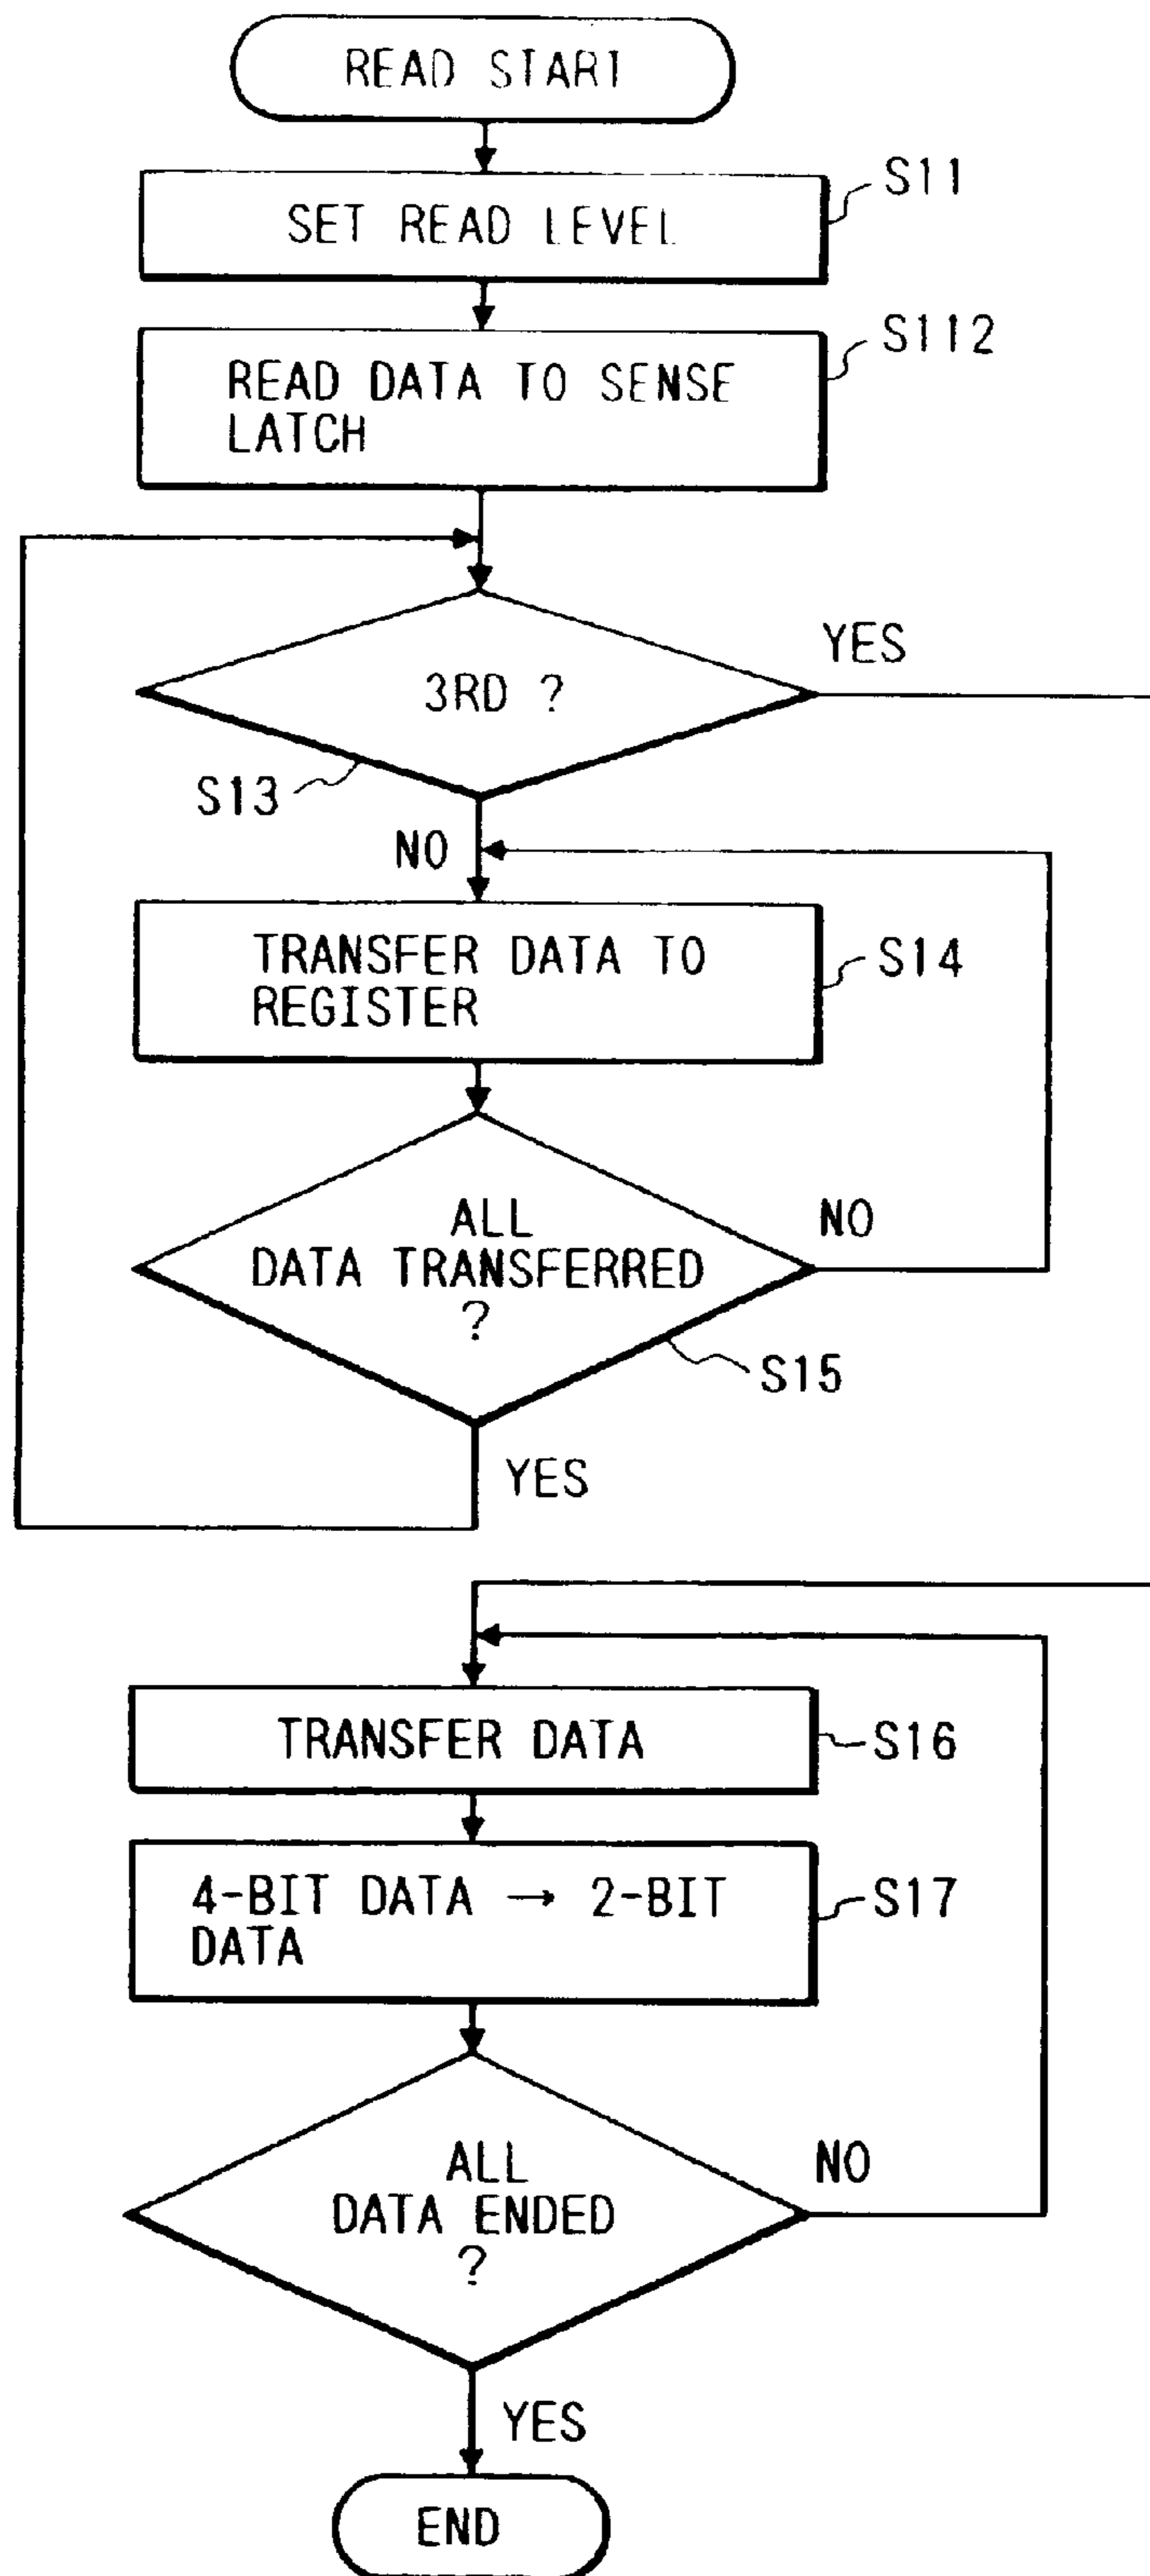 READ START
SET READ LEVEL
S11
READ DATA TO SENSE
LATCH
S112
3RD ?
YES
S13
NO
TRANSFER DATA TO
REGISTER
S14
ALL
DATA TRANSFERRED
?
NO
S15
YES
TRANSFER DATA
S16
4-BIT DATA → 2-BIT
DATA
S17
ALL
DATA ENDED
?
NO
YES
END